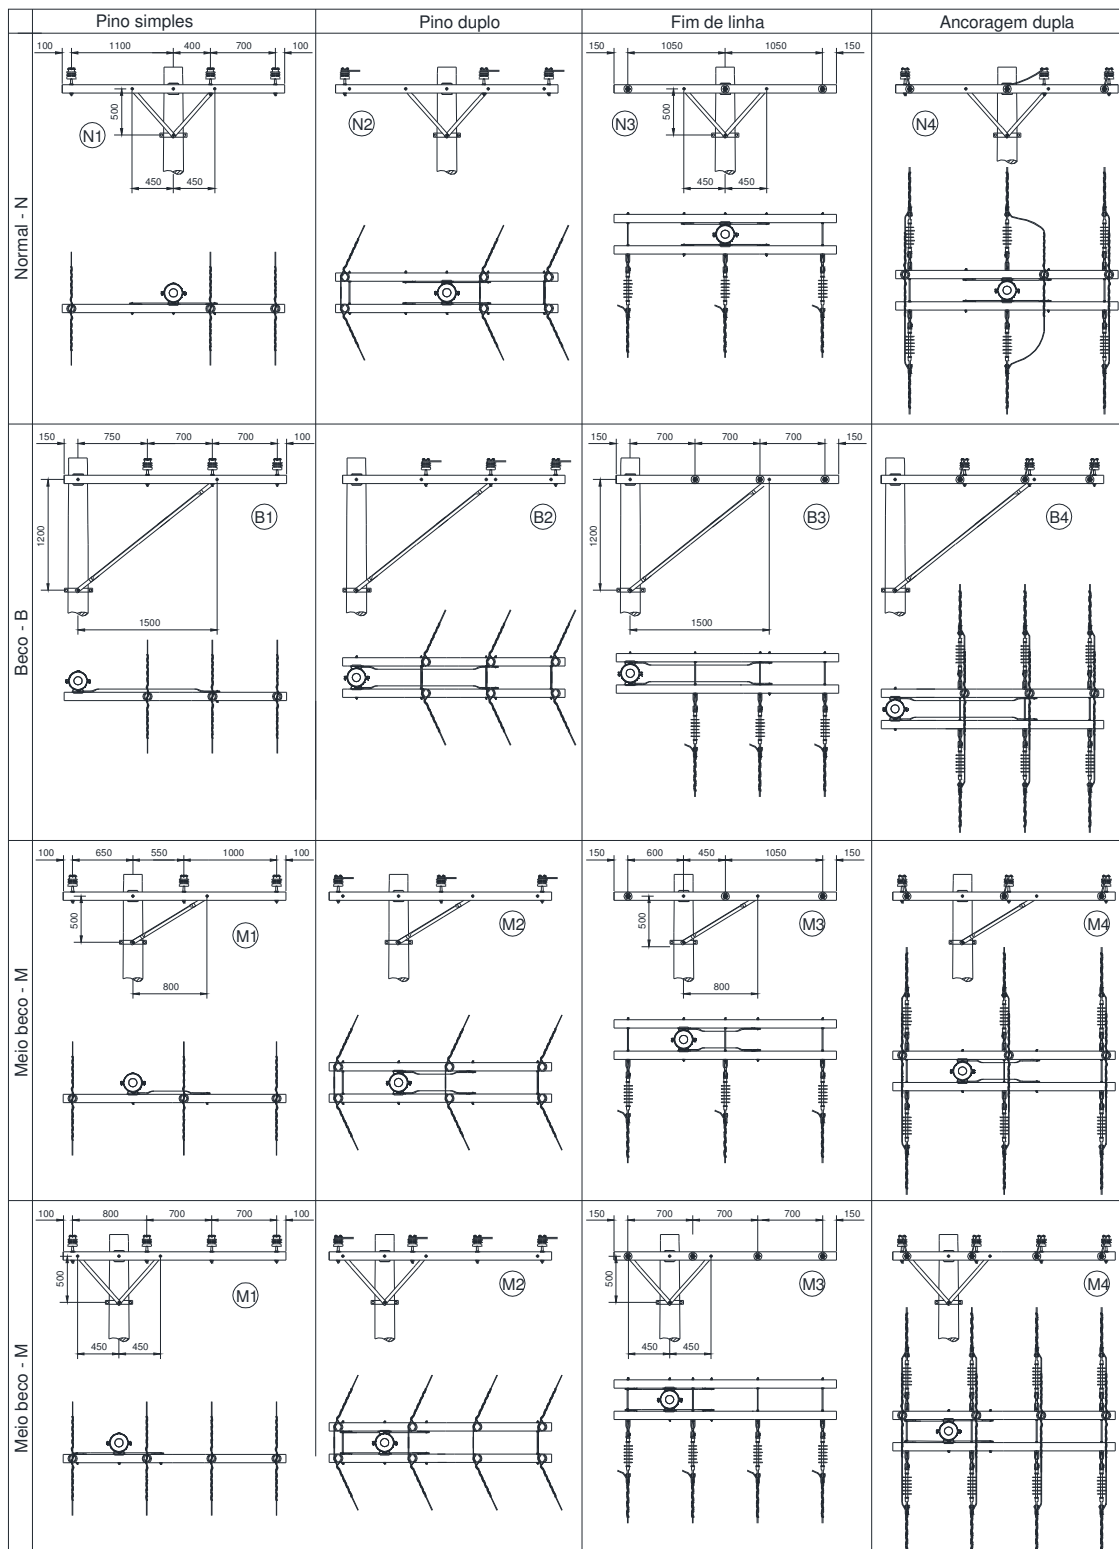 Pino simples
Pino duplo
Fim de linha
Ancoragem dupla
Normal - N
100 1100 400 700 100
500
N1
450 450
N2
150 1050 1050 150
500
N3
450 450
N4
Beco - B
150 750 700 700 100
1200
B1
1500
B2
150 700 700 700 150
1200
B3
1500
B4
Meio beco - M
100 650 550 1000 100
500
M1
800
M2
150 600 450 1050 150
500
M3
800
M4
Meio beco - M
100 800 700 700 100
500
M1
450 450
M2
150 700 700 700 150
500
M3
450 450
M4